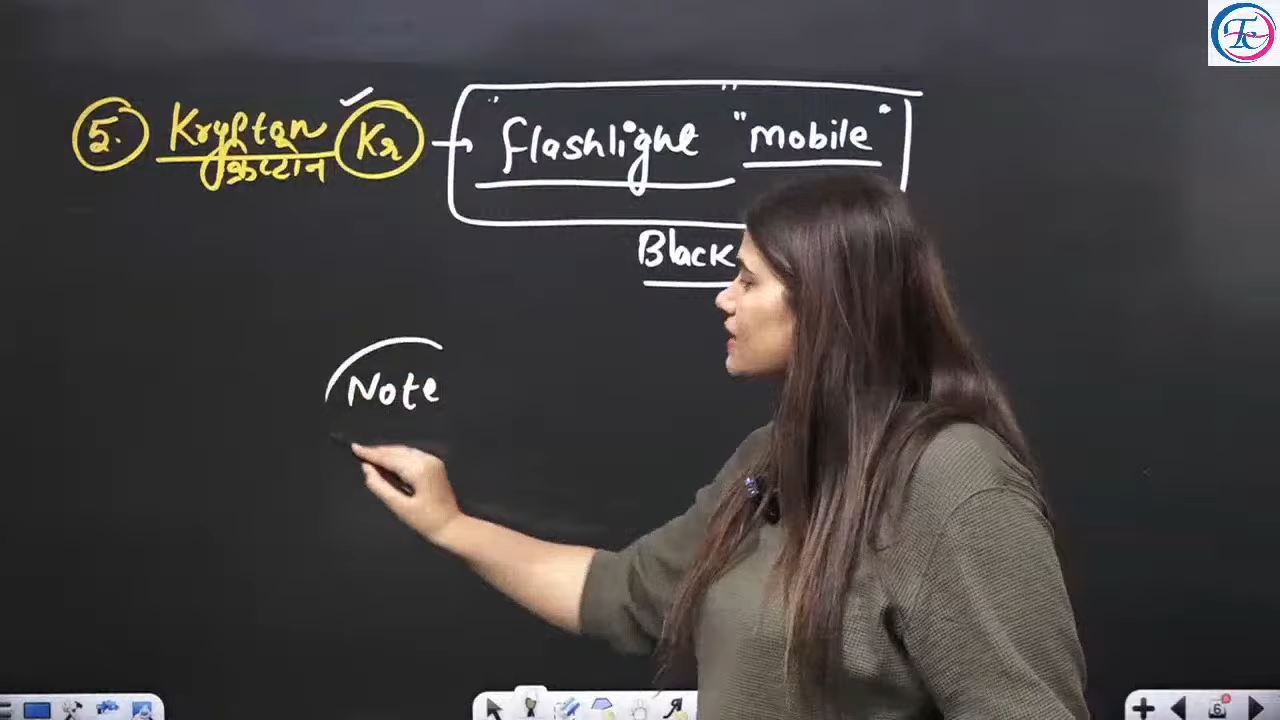 5. Krypton Kr → "flashlight" "mobile"
क्रिप्टान
Black
Note